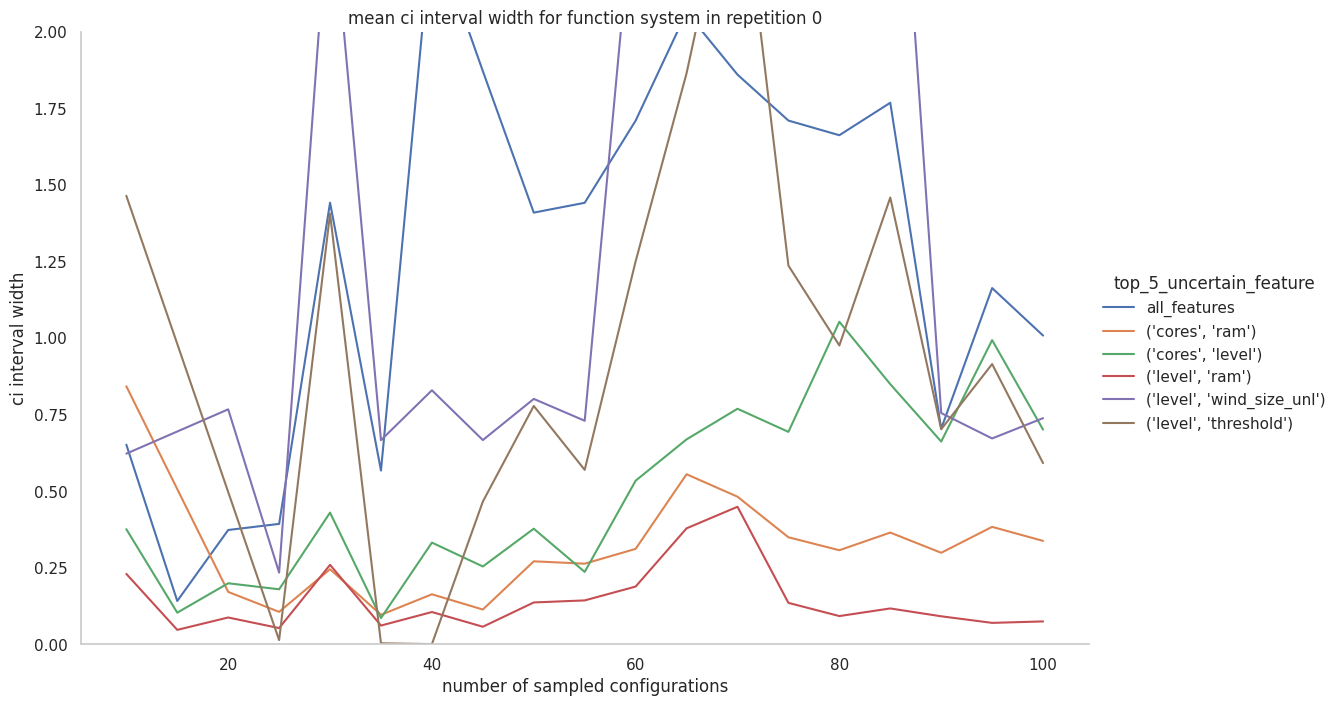 mean ci interval width for function system in repetition 0
2.00
1.75
1.50
1.25
1.00
0.75
0.50
0.25
0.00
ci interval width
20
40
60
80
100
number of sampled configurations
top_5_uncertain_feature
all_features
('cores', 'ram')
('cores', 'level')
('level', 'ram')
('level', 'wind_size_unl')
('level', 'threshold')